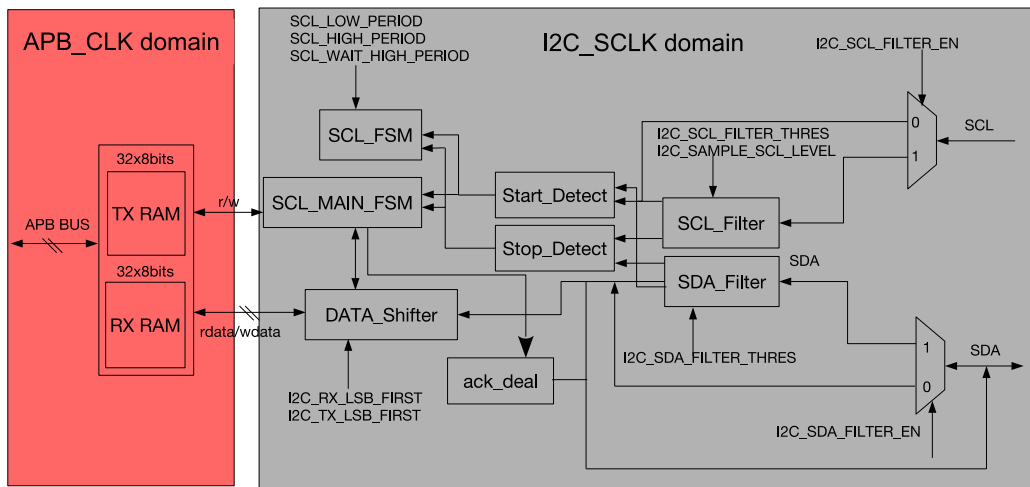 APB_CLK domain
I2C_SCLK domain
SCL_LOW_PERIOD
SCL_HIGH_PERIOD
SCL_WAIT_HIGH_PERIOD
I2C_SCL_FILTER_EN
SCL_FSM
0
SCL
1
I2C_SCL_FILTER_THRES
I2C_SAMPLE_SCL_LEVEL
32x8bits
TX RAM
r/w
SCL_MAIN_FSM
Start_Detect
SCL_Filter
APB BUS
Stop_Detect
SDA
SDA_Filter
32x8bits
RX RAM
rdata/wdata
DATA_Shifter
1
SDA
0
I2C_SDA_FILTER_THRES
ack_deal
I2C_RX_LSB_FIRST
I2C_TX_LSB_FIRST
I2C_SDA_FILTER_EN